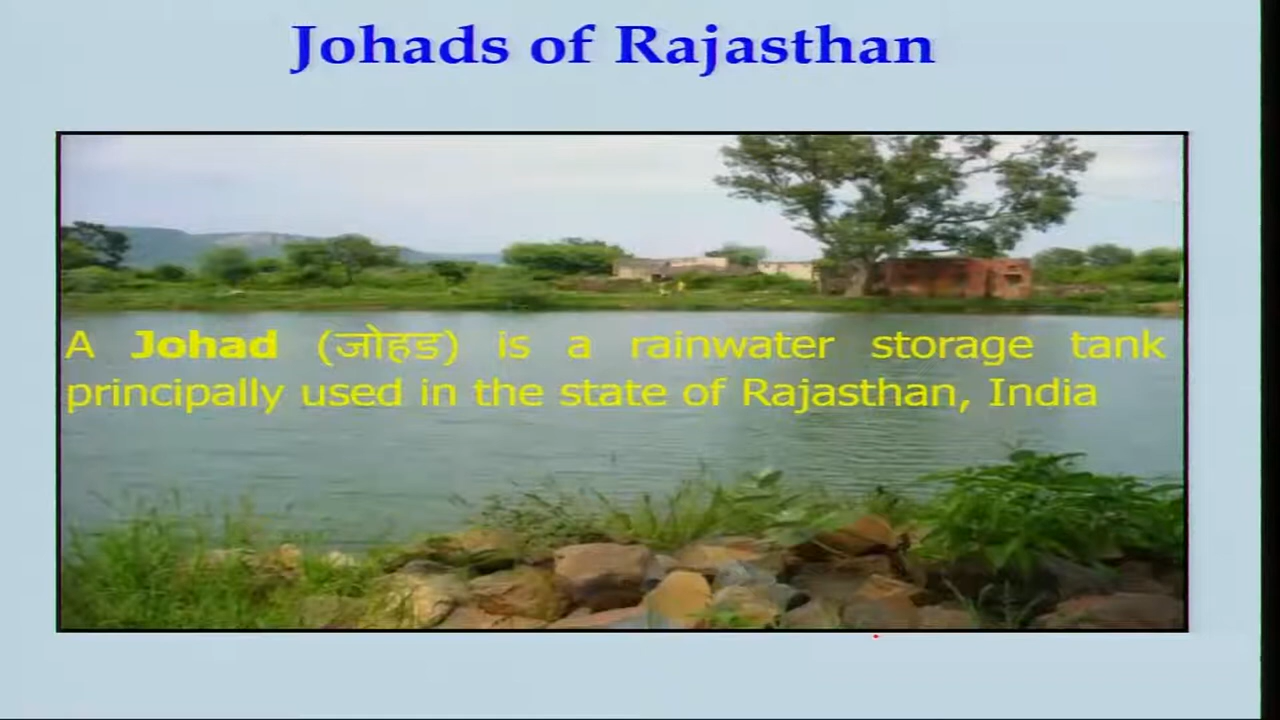 Johads of Rajasthan
A Johad (जोहड) is a rainwater storage tank
principally used in the state of Rajasthan, India